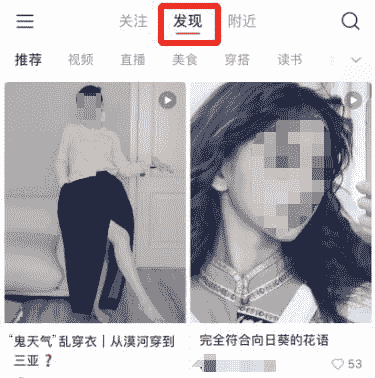 关注 发现 附近
推荐 视频 直播 美食 穿搭 读书
“鬼天气”乱穿衣｜从漠河穿到
三亚？
完全符合向日葵的花语
53